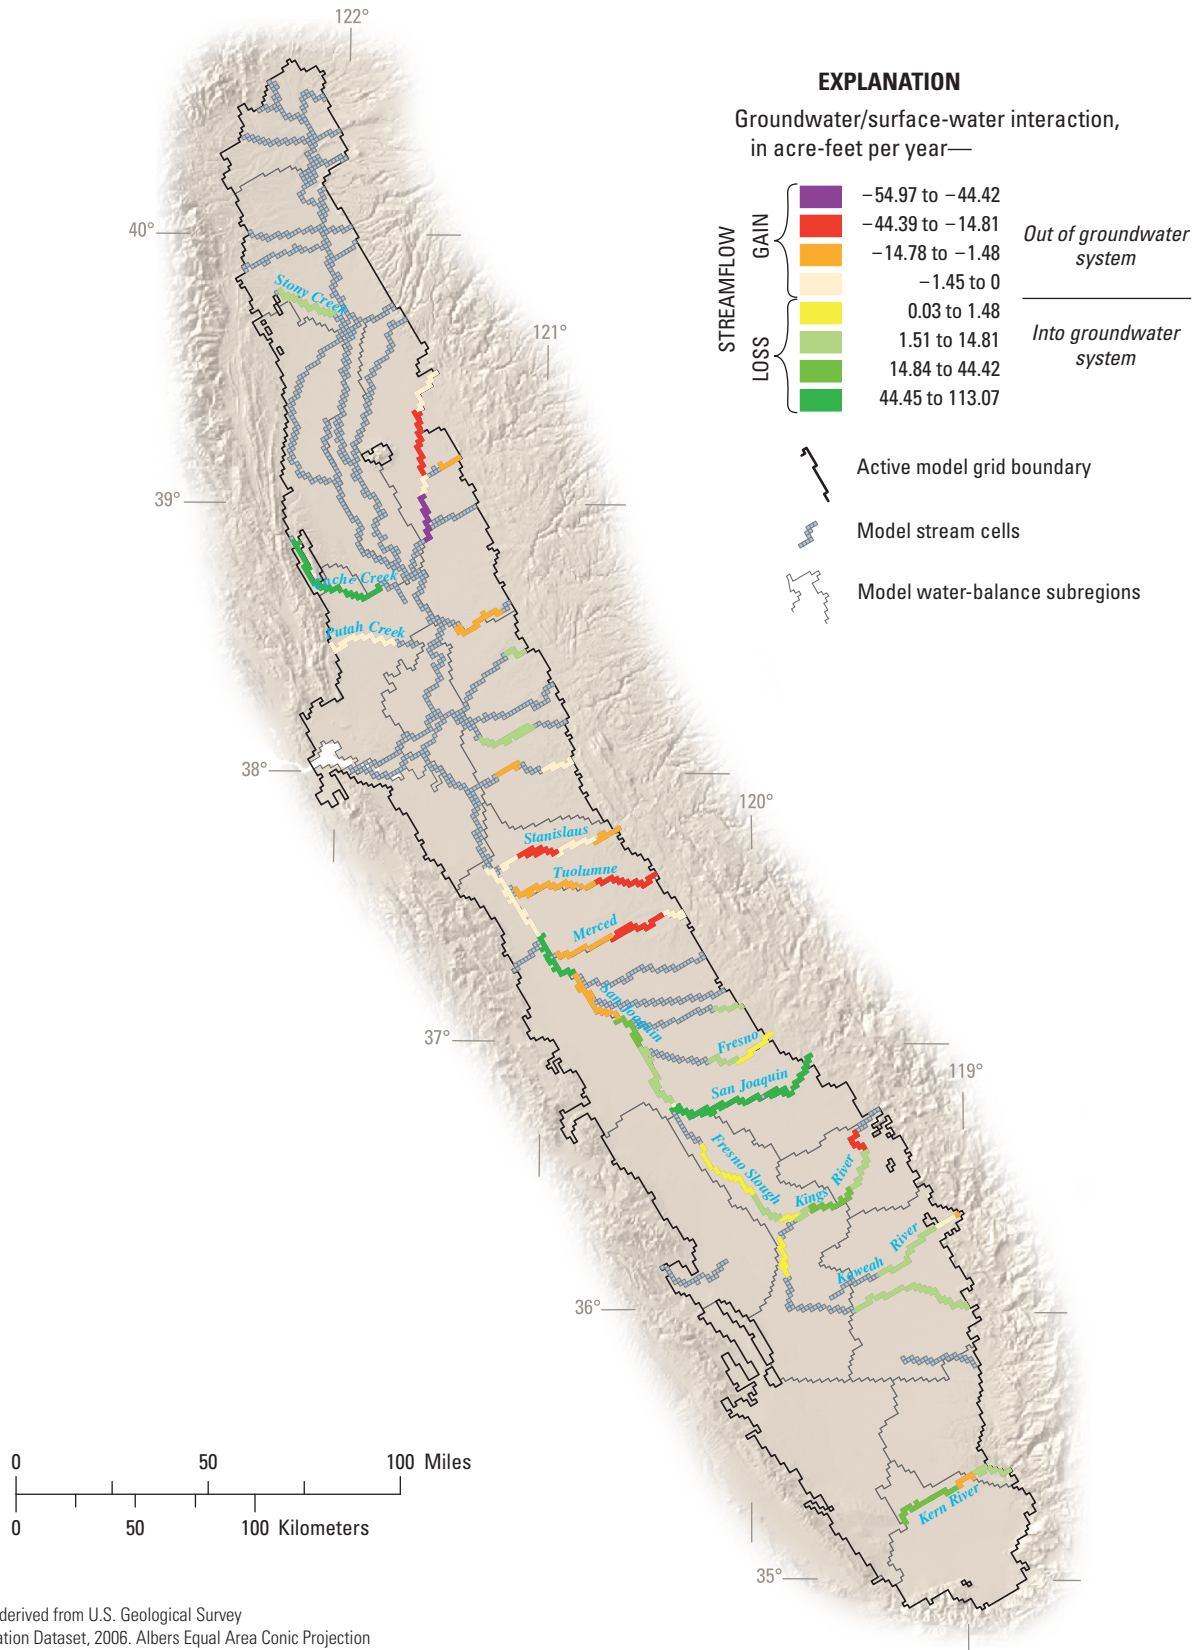 122°
EXPLANATION
Groundwater/surface-water interaction,
in acre-feet per year—
STREAMFLOW
GAIN
LOSS
−54.97 to −44.42
−44.39 to −14.81
−14.78 to −1.48
−1.45 to 0
0.03 to 1.48
1.51 to 14.81
14.84 to 44.42
44.45 to 113.07
Out of groundwater
system
Into groundwater
system
Active model grid boundary
Model stream cells
Model water-balance subregions
40°
Stony Creek
121°
39°
Cache Creek
Putah Creek
38°
120°
Stanislaus
Tuolumne
Merced
San Joaquin
37°
Fresno
119°
San Joaquin
Fresno Slough
Kings River
Kaweah River
36°
Kern River
35°
0 50 100 Miles
0 50 100 Kilometers
derived from U.S. Geological Survey
ation Dataset, 2006. Albers Equal Area Conic Projection